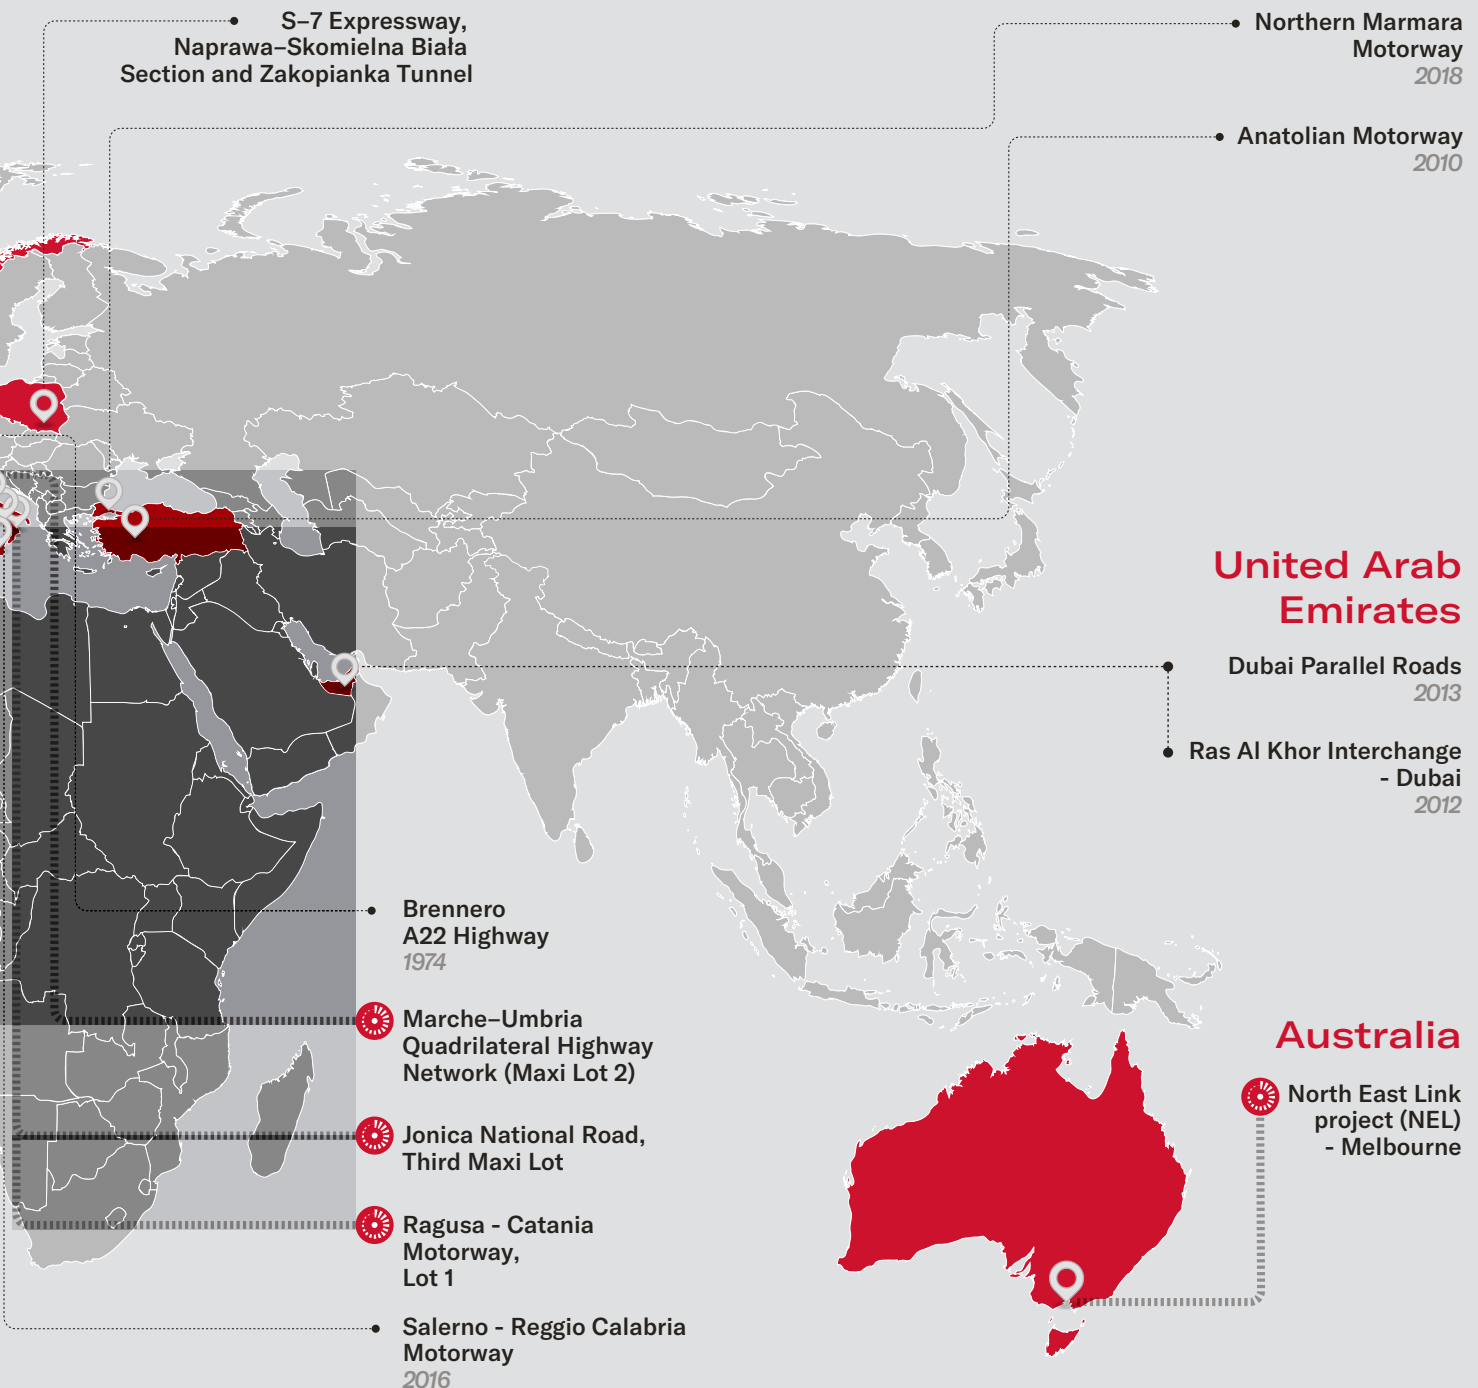 S–7 Expressway,
Naprawa–Skomielna Biała
Section and Zakopianka Tunnel
Northern Marmara
Motorway
2018
Anatolian Motorway
2010
United Arab
Emirates
Dubai Parallel Roads
2013
Ras Al Khor Interchange
- Dubai
2012
Brennero
A22 Highway
1974
Marche–Umbria
Quadrilateral Highway
Network (Maxi Lot 2)
Jonica National Road,
Third Maxi Lot
Ragusa - Catania
Motorway,
Lot 1
Salerno - Reggio Calabria
Motorway
2016
Australia
North East Link
project (NEL)
- Melbourne